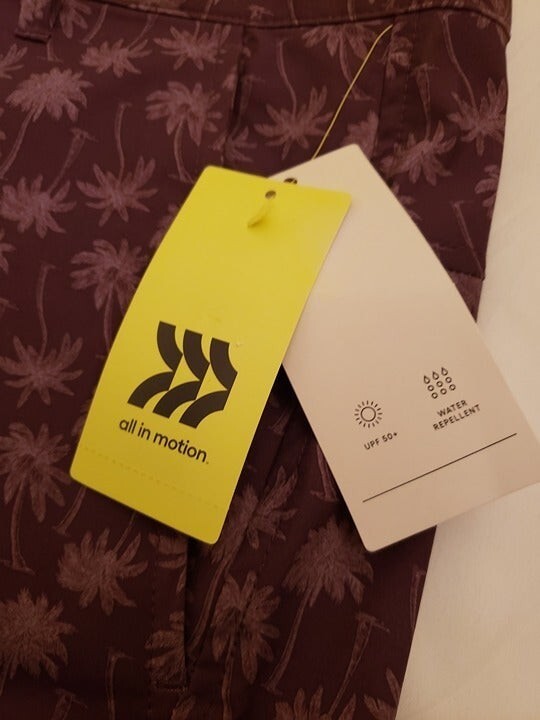 all in motion
UPF 50+
WATER
REPELLENT